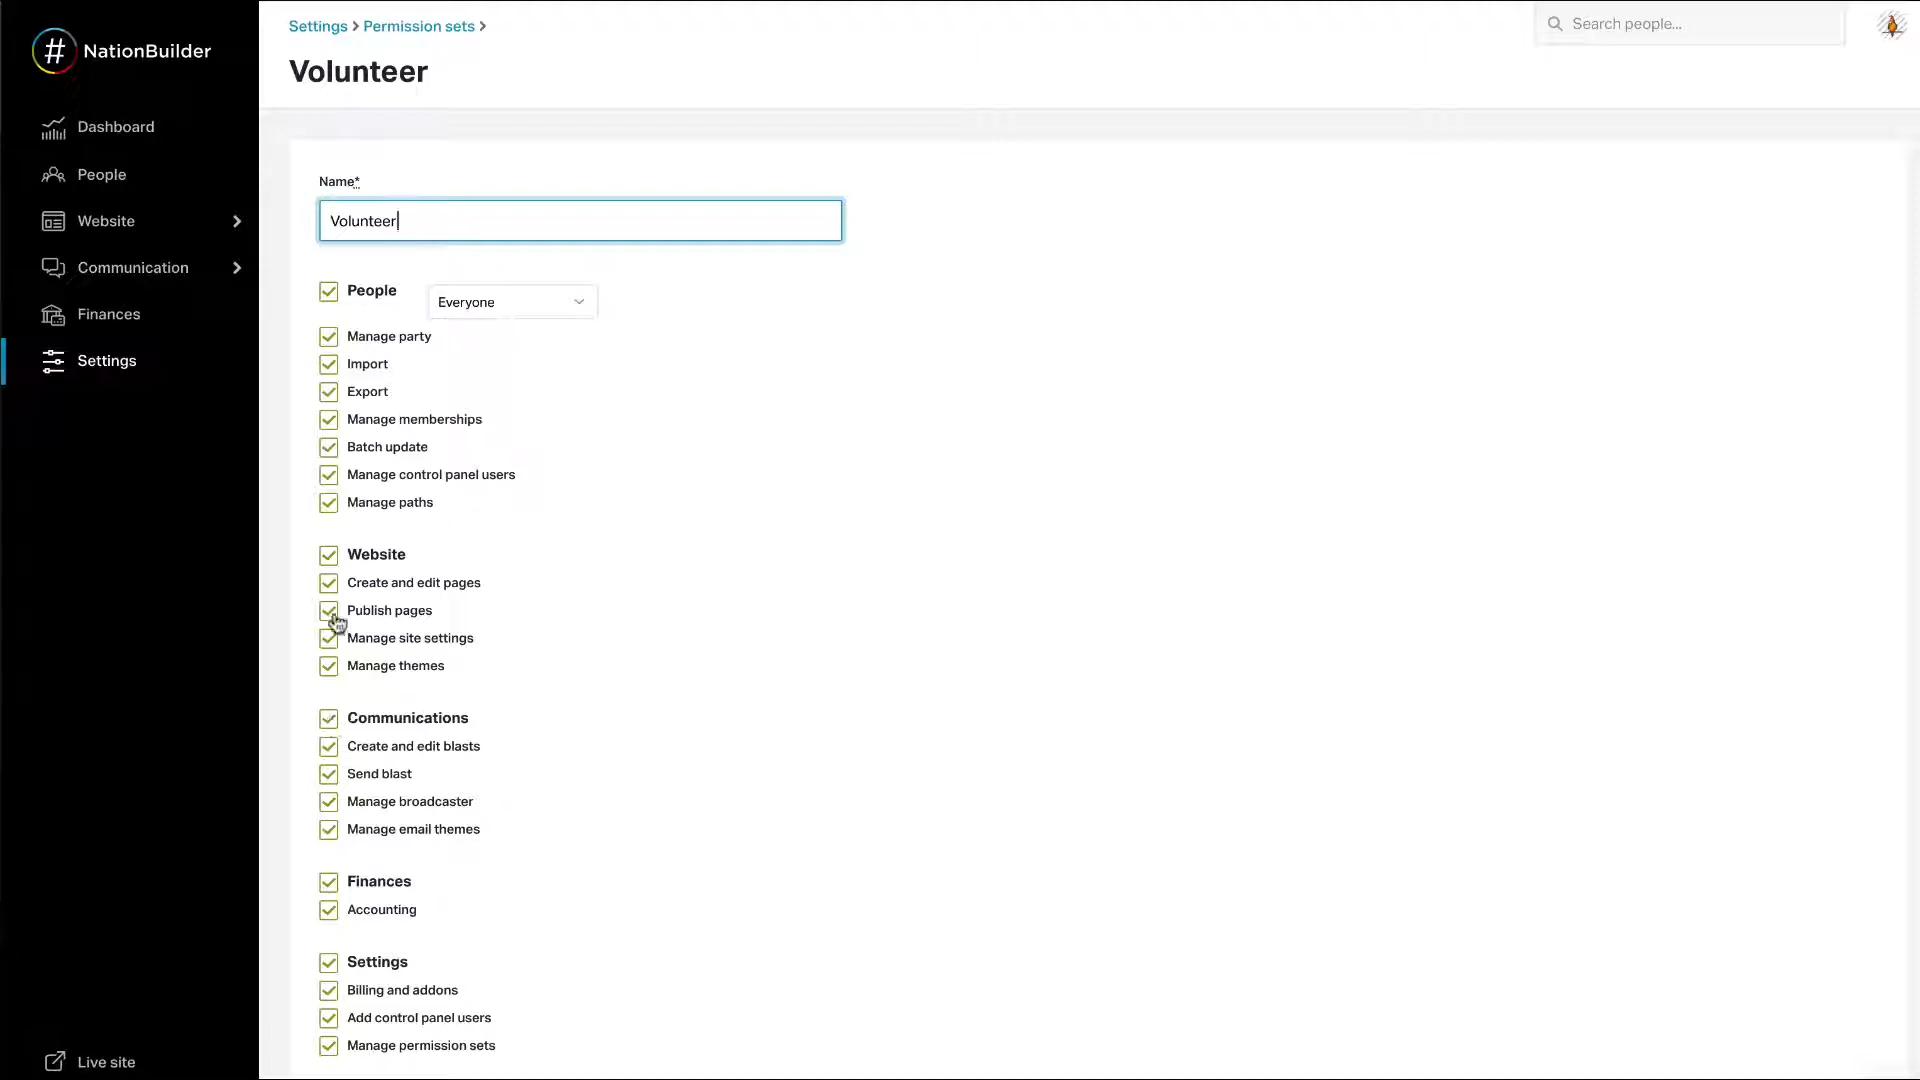 # NationBuilder
Dashboard
People
Website
Communication
Finances
Settings
Live site
Settings > Permission sets >
Search people...
Volunteer
Name*
Volunteer
People
Everyone
Manage party
Import
Export
Manage memberships
Batch update
Manage control panel users
Manage paths
Website
Create and edit pages
Publish pages
Manage site settings
Manage themes
Communications
Create and edit blasts
Send blast
Manage broadcaster
Manage email themes
Finances
Accounting
Settings
Billing and addons
Add control panel users
Manage permission sets